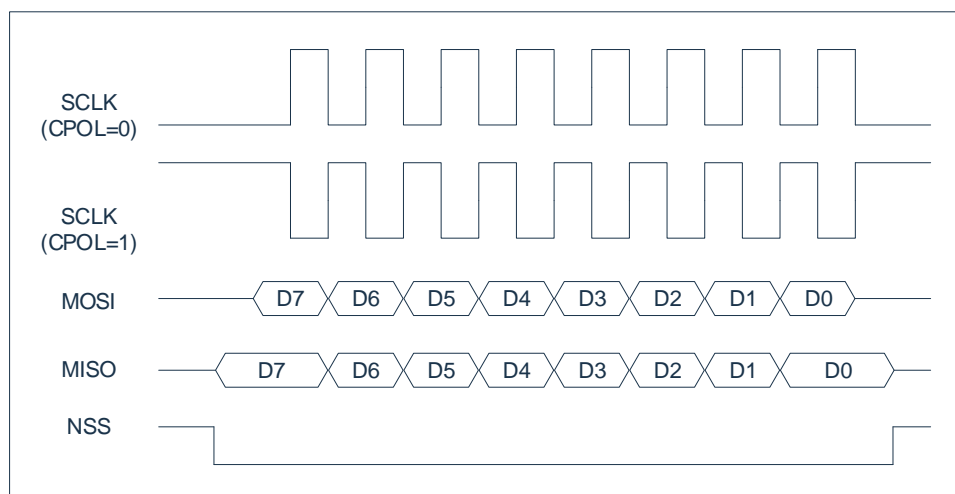 SCLK
(CPOL=0)
SCLK
(CPOL=1)
MOSI D7 D6 D5 D4 D3 D2 D1 D0
MISO D7 D6 D5 D4 D3 D2 D1 D0
NSS